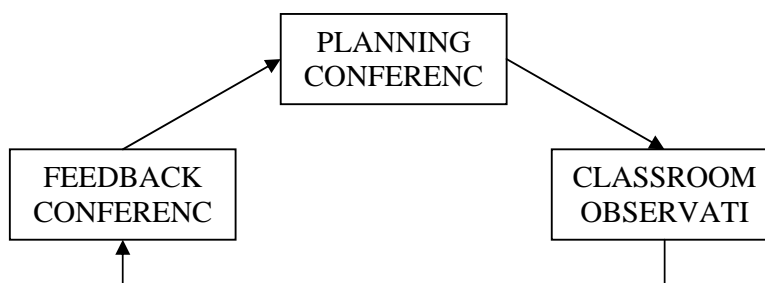 PLANNING
CONFERENC
FEEDBACK
CONFERENC
CLASSROOM
OBSERVATI